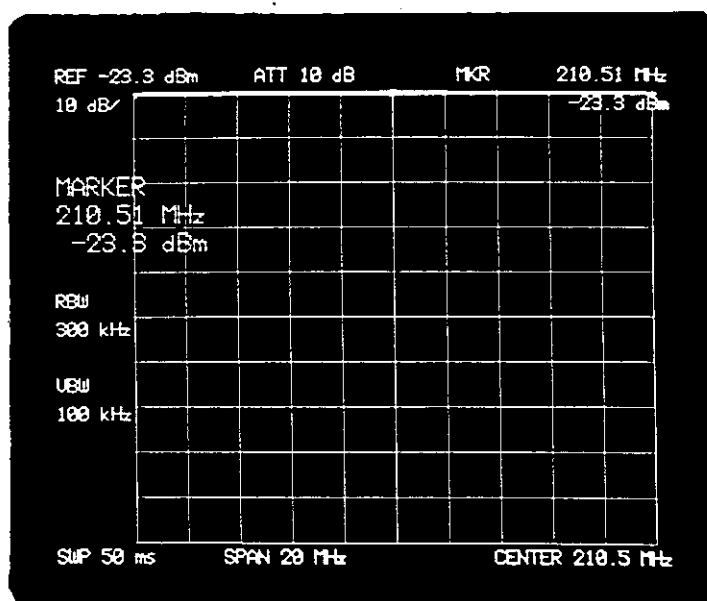 REF -23.3 dBm ATT 10 dB MKR 210.51 MHz
10 dB/ -23.3 dBm
MARKER
210.51 MHz
-23.3 dBm
RBW
300 kHz
VBW
100 kHz
SWP 50 ms SPAN 20 MHz CENTER 210.5 MHz